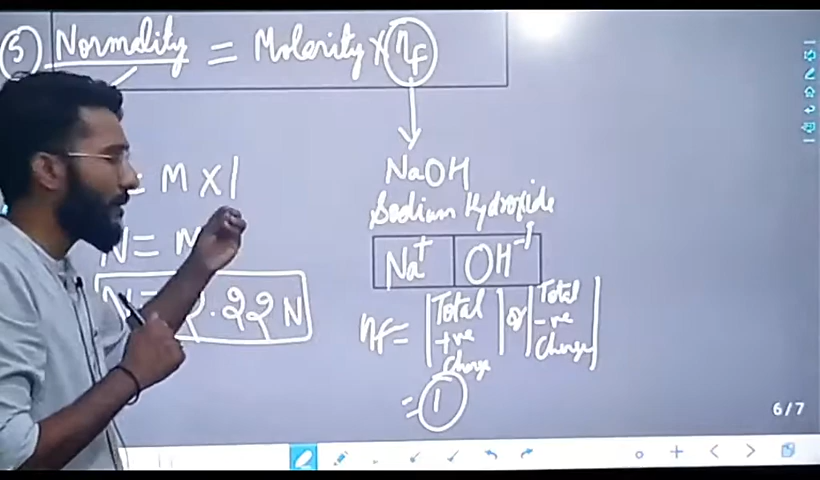 5) Normality = Molarity × nf
= M × 1
N = M
N = 2.22 N
NaOH
Sodium Hydroxide
Na+ OH-1
nf = |Total +ve Charge| or |Total -ve Charge|
= 1
6/7